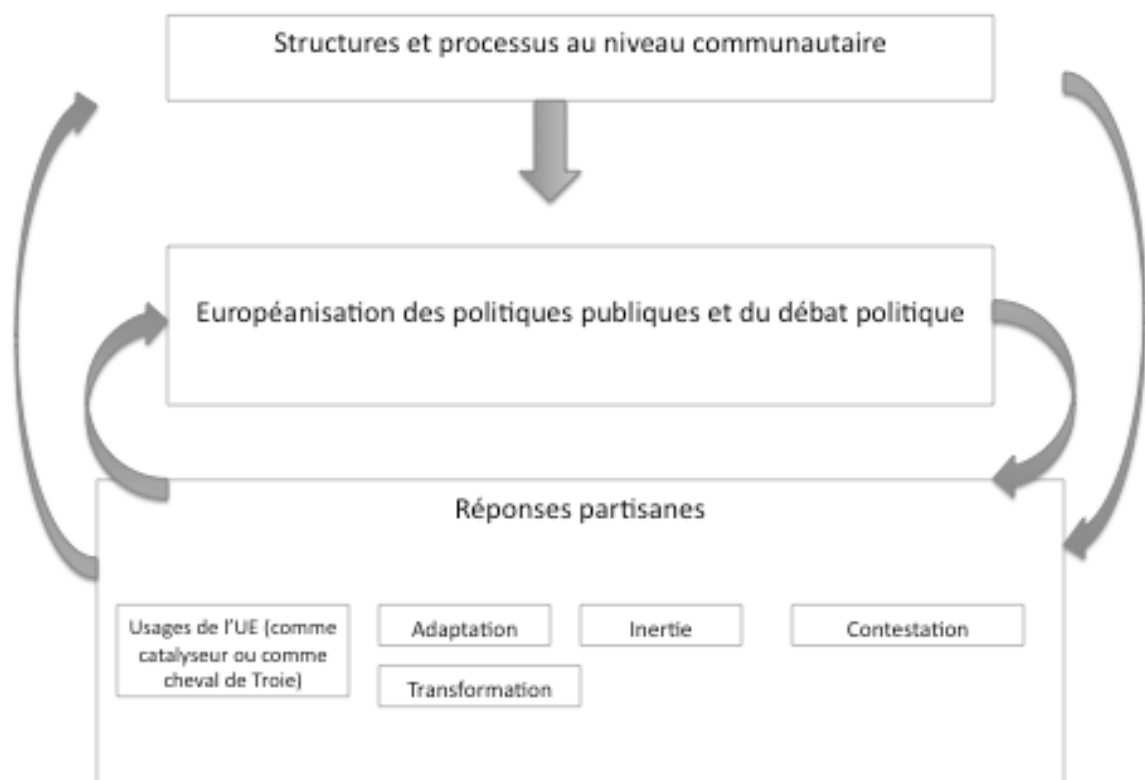 Structures et processus au niveau communautaire
Européanisation des politiques publiques et du débat politique
Réponses partisanes
Usages de l'UE (comme
catalyseur ou comme
cheval de Troie)
Adaptation
Inertie
Contestation
Transformation